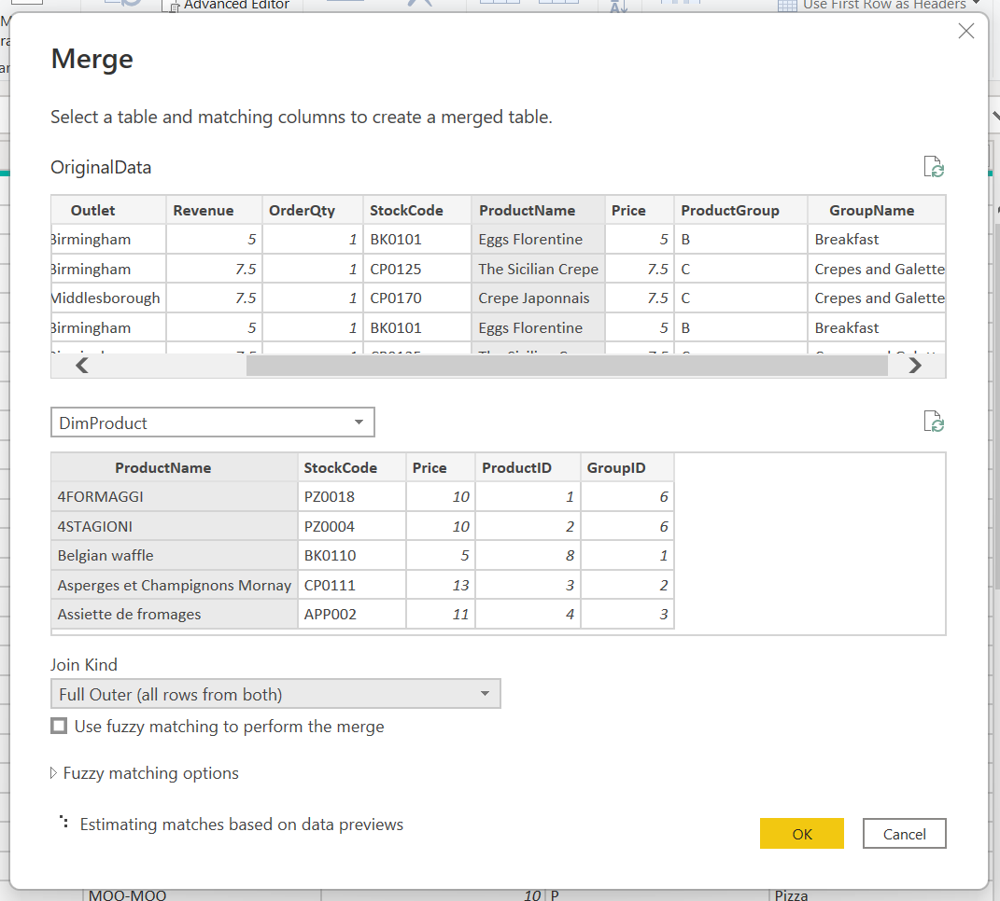 Advanced Editor
Use First Row as Headers
Merge
Select a table and matching columns to create a merged table.
OriginalData
Outlet Revenue OrderQty StockCode ProductName Price ProductGroup GroupName
Birmingham 5 1 BK0101 Eggs Florentine 5 B Breakfast
Birmingham 7.5 1 CP0125 The Sicilian Crepe 7.5 C Crepes and Galette
Middlesborough 7.5 1 CP0170 Crepe Japonnais 7.5 C Crepes and Galette
Birmingham 5 1 BK0101 Eggs Florentine 5 B Breakfast
DimProduct
ProductName StockCode Price ProductID GroupID
4FORMAGGI PZ0018 10 1 6
4STAGIONI PZ0004 10 2 6
Belgian waffle BK0110 5 8 1
Asperges et Champignons Mornay CP0111 13 3 2
Assiette de fromages APP002 11 4 3
Join Kind
Full Outer (all rows from both)
Use fuzzy matching to perform the merge
Fuzzy matching options
Estimating matches based on data previews
OK Cancel
MOO-MOO 10 P Pizza